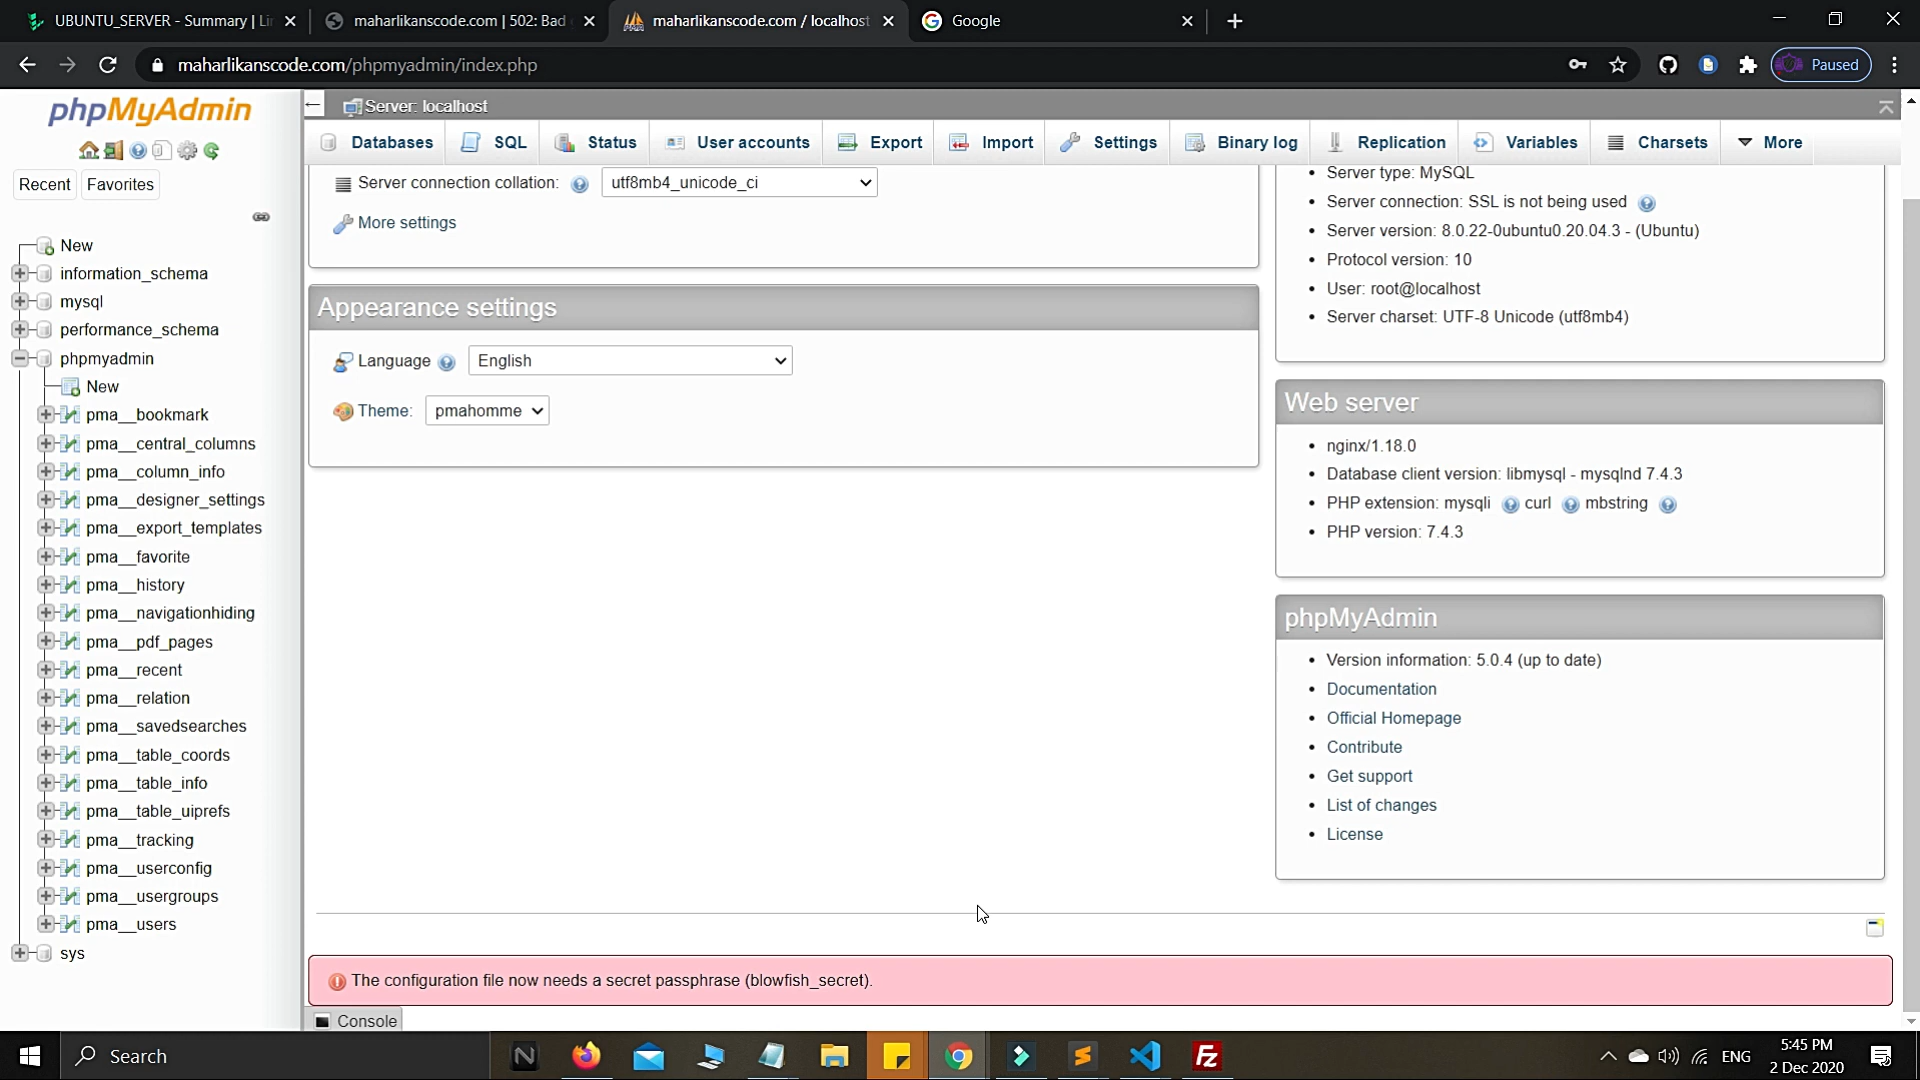 UBUNTU_SERVER - Summary | Lin
maharlikanscode.com | 502: Bad
maharlikanscode.com / localhost
Google
maharlikanscode.com/phpmyadmin/index.php
Paused
phpMyAdmin
Recent
Favorites
New
information_schema
mysql
performance_schema
phpmyadmin
New
pma__bookmark
pma__central_columns
pma__column_info
pma__designer_settings
pma__export_templates
pma__favorite
pma__history
pma__navigationhiding
pma__pdf_pages
pma__recent
pma__relation
pma__savedsearches
pma__table_coords
pma__table_info
pma__table_uiprefs
pma__tracking
pma__userconfig
pma__usergroups
pma__users
sys
Server: localhost
Databases
SQL
Status
User accounts
Export
Import
Settings
Binary log
Replication
Variables
Charsets
More
Server connection collation:
utf8mb4_unicode_ci
More settings
Appearance settings
Language
English
Theme:
pmahomme
Server type: MySQL
Server connection: SSL is not being used
Server version: 8.0.22-0ubuntu0.20.04.3 - (Ubuntu)
Protocol version: 10
User: root@localhost
Server charset: UTF-8 Unicode (utf8mb4)
Web server
nginx/1.18.0
Database client version: libmysql - mysqlnd 7.4.3
PHP extension: mysqli curl mbstring
PHP version: 7.4.3
phpMyAdmin
Version information: 5.0.4 (up to date)
Documentation
Official Homepage
Contribute
Get support
List of changes
License
The configuration file now needs a secret passphrase (blowfish_secret).
Console
Search
ENG
5:45 PM
2 Dec 2020